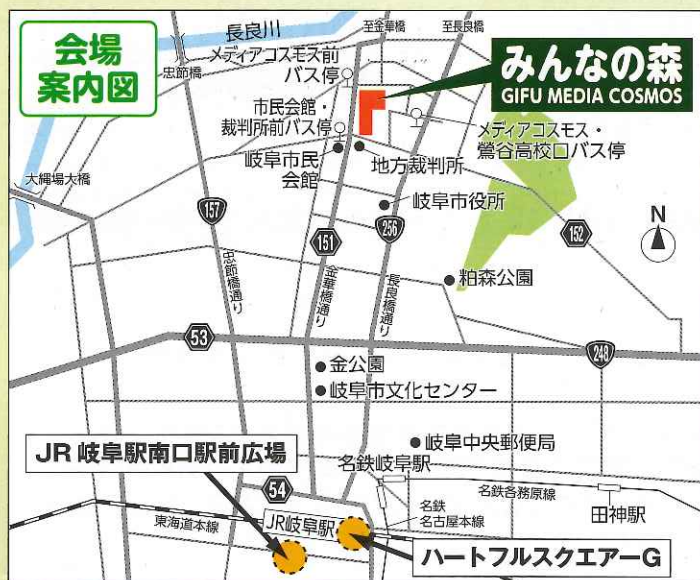 会場
案内図
長良川
至金華橋
至長良橋
忠節橋
メディアコスモス前
バス停
みんなの森
GIFU MEDIA COSMOS
市民会館・
裁判所前バス停
メディアコスモス・
鶯谷高校口バス停
岐阜市民
会館
地方裁判所
大縄場大橋
157
岐阜市役所
256
151
152
N
忠節橋通り
金華橋通り
長良橋通り
粕森公園
53
248
金公園
岐阜市文化センター
岐阜中央郵便局
JR 岐阜駅南口駅前広場
名鉄岐阜駅
54
名鉄各務原線
田神駅
東海道本線
JR岐阜駅
名鉄
名古屋本線
ハートフルスクエアーG